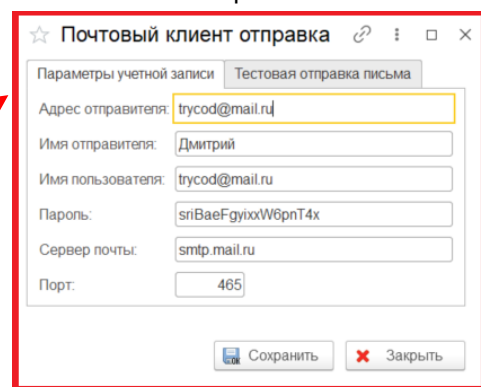 Почтовый клиент отправка
Параметры учетной записи Тестовая отправка письма
Адрес отправителя: trycod@mail.ru
Имя отправителя: Дмитрий
Имя пользователя: trycod@mail.ru
Пароль: sriBaeFgyixxW6pnT4x
Сервер почты: smtp.mail.ru
Порт: 465
Сохранить Закрыть